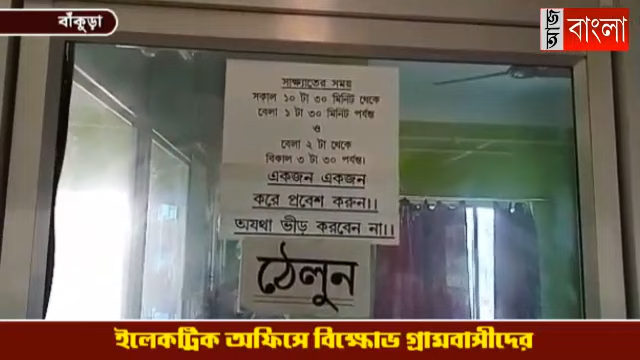 বাঁকুড়া
আজ বাংলা
সাক্ষ্যাতের সময়
সকাল ১০ টা ৩০ মিনিট থেকে
বেলা ১ টা ৩০ মিনিট পর্যন্ত
ও
বেলা ২ টা থেকে
বিকাল ৩ টা ৩০ পর্যন্ত।
একজন একজন
করে প্রবেশ করুন।।
অযথা ভীড় করবেন না।।
ঠেলুন
ইলেকট্রিক অফিসে বিক্ষোভ গ্রামবাসীদের